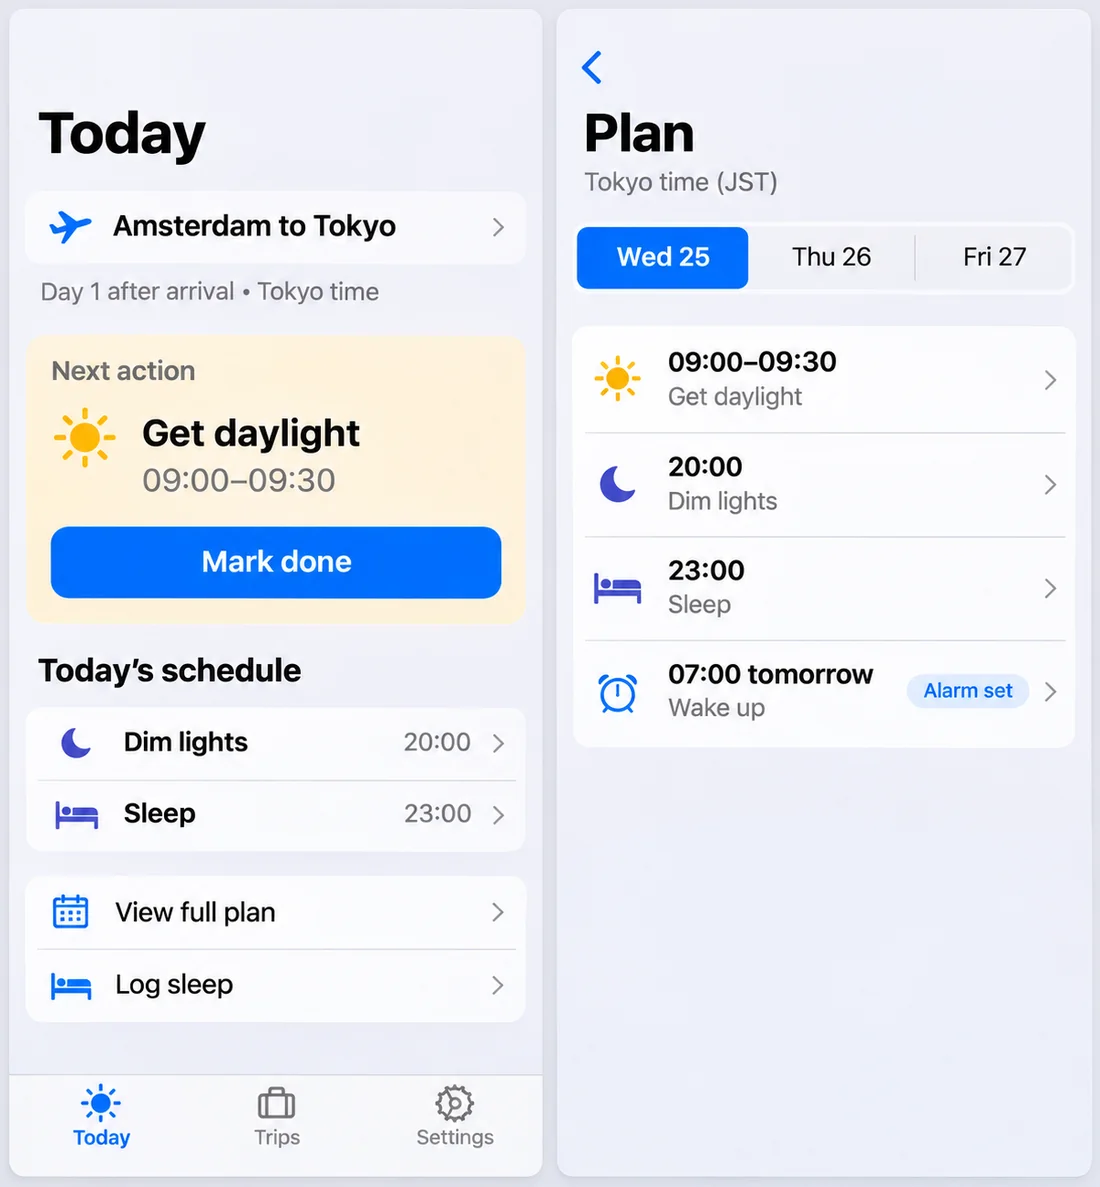 Today
Amsterdam to Tokyo
Day 1 after arrival • Tokyo time
Next action
Get daylight
09:00–09:30
Mark done
Today’s schedule
Dim lights 20:00
Sleep 23:00
View full plan
Log sleep
Today Trips Settings
Plan
Tokyo time (JST)
Wed 25 Thu 26 Fri 27
09:00–09:30
Get daylight
20:00
Dim lights
23:00
Sleep
07:00 tomorrow
Wake up
Alarm set